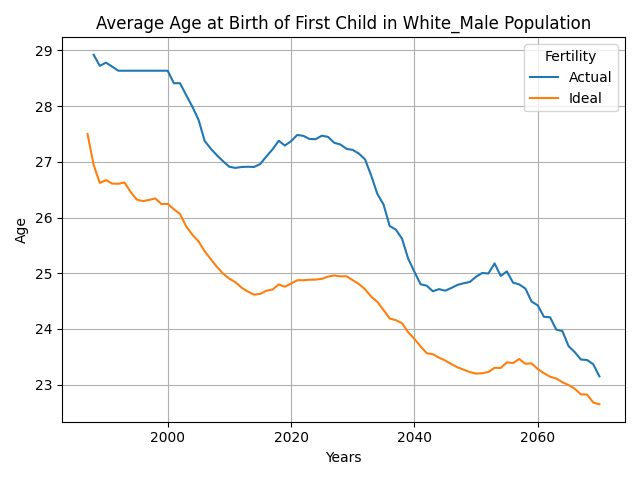 Average Age at Birth of First Child in White_Male Population
Fertility
Actual
Ideal
29
28
27
26
25
24
23
Age
2000
2020
2040
2060
Years